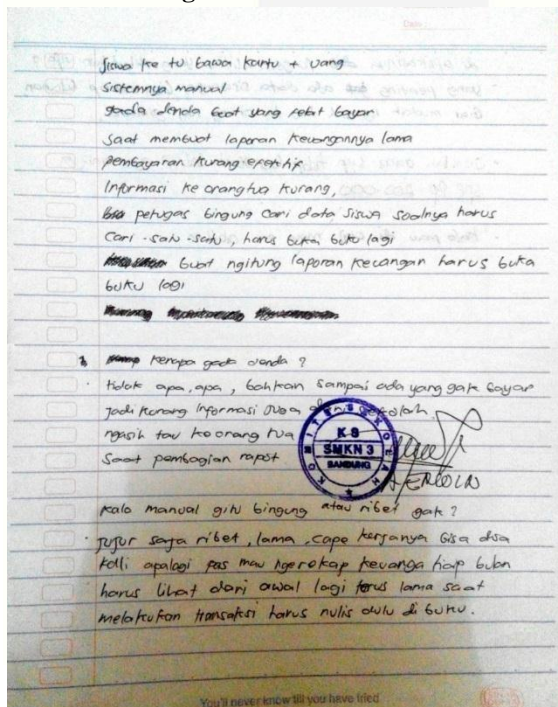 Siswa ke tu bawa kartu + uang
Sistemnya manual
gada denda buat yang telat bayar
Saat membuat laporan keuangannya lama
Pembayaran kurang efektif
Informasi ke orangtua kurang,
petugas bingung cari data siswa soalnya harus
Cari satu-satu, harus buka buku lagi
buat ngitung laporan keuangan harus buka
buku lagi
kenapa gada denda ?
tidak apa, apa, bahkan sampai ada yang gak bayar
Jadi kurang informasi juga sekolah
ngasih tau ke orang tua
Saat pembagian rapot
KOMITE SEKOLAH
KS
SMKN 3
BANDUNG
kalo manual gitu bingung atau ribet gak ?
Jujur saya ribet, lama, cape kerjanya bisa dua
kali apalagi pas mau ngerekap keuanga tiap bulan
harus lihat dari awal lagi terus lama saat
melakukan transaksi harus nulis dulu di buku.
You'll never know till you have tried